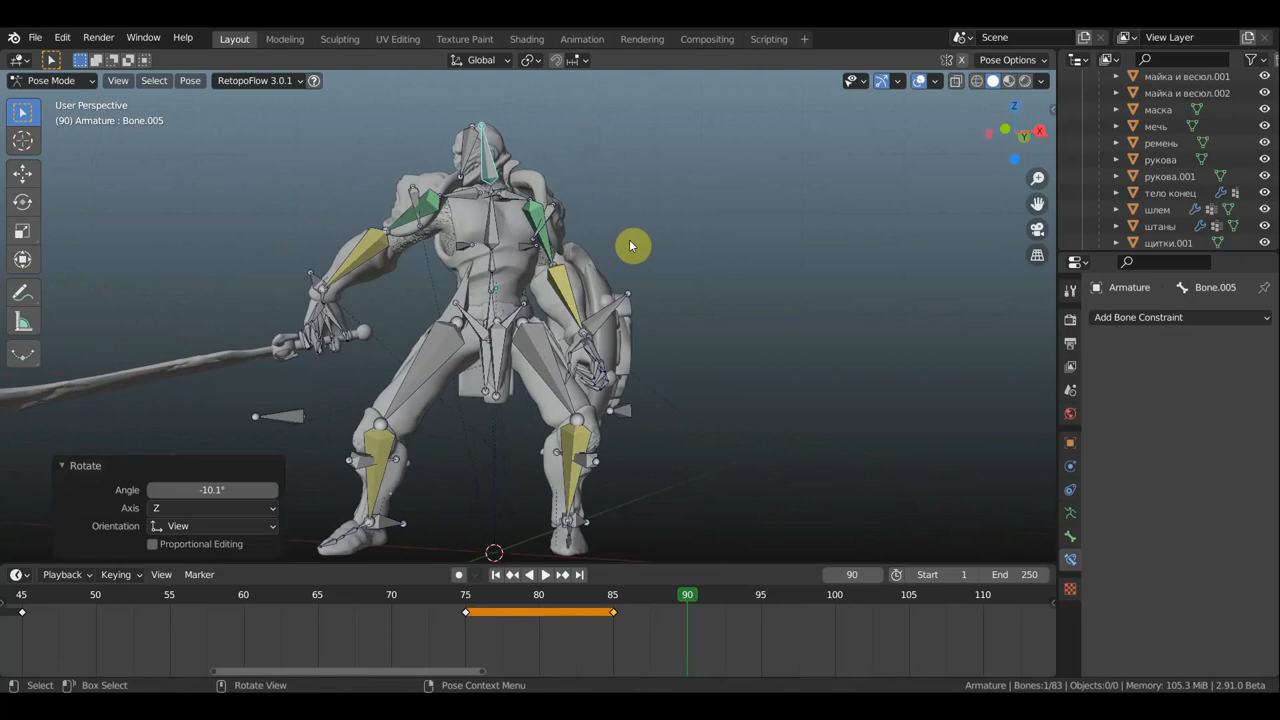 File Edit Render Window Help Layout Modeling Sculpting UV Editing Texture Paint Shading Animation Rendering Compositing Scripting + Scene View Layer
Global Pose Options
Pose Mode View Select Pose RetopoFlow 3.0.1
User Perspective
(90) Armature : Bone.005
майка и весюл.001
майка и весюл.002
маска
мечь
ремень
рукова
рукова.001
тело конец
шлем
штаны
щитки.001
Armature Bone.005
Add Bone Constraint
X
Y
Z
Rotate
Angle -10.1°
Axis Z
Orientation View
Proportional Editing
Playback Keying View Marker 90 Start 1 End 250
45 50 55 60 65 70 75 80 85 90 95 100 105 110
Select Box Select Rotate View Pose Context Menu Armature | Bones:1/83 | Objects:0/0 | Memory: 105.3 MiB | 2.91.0 Beta